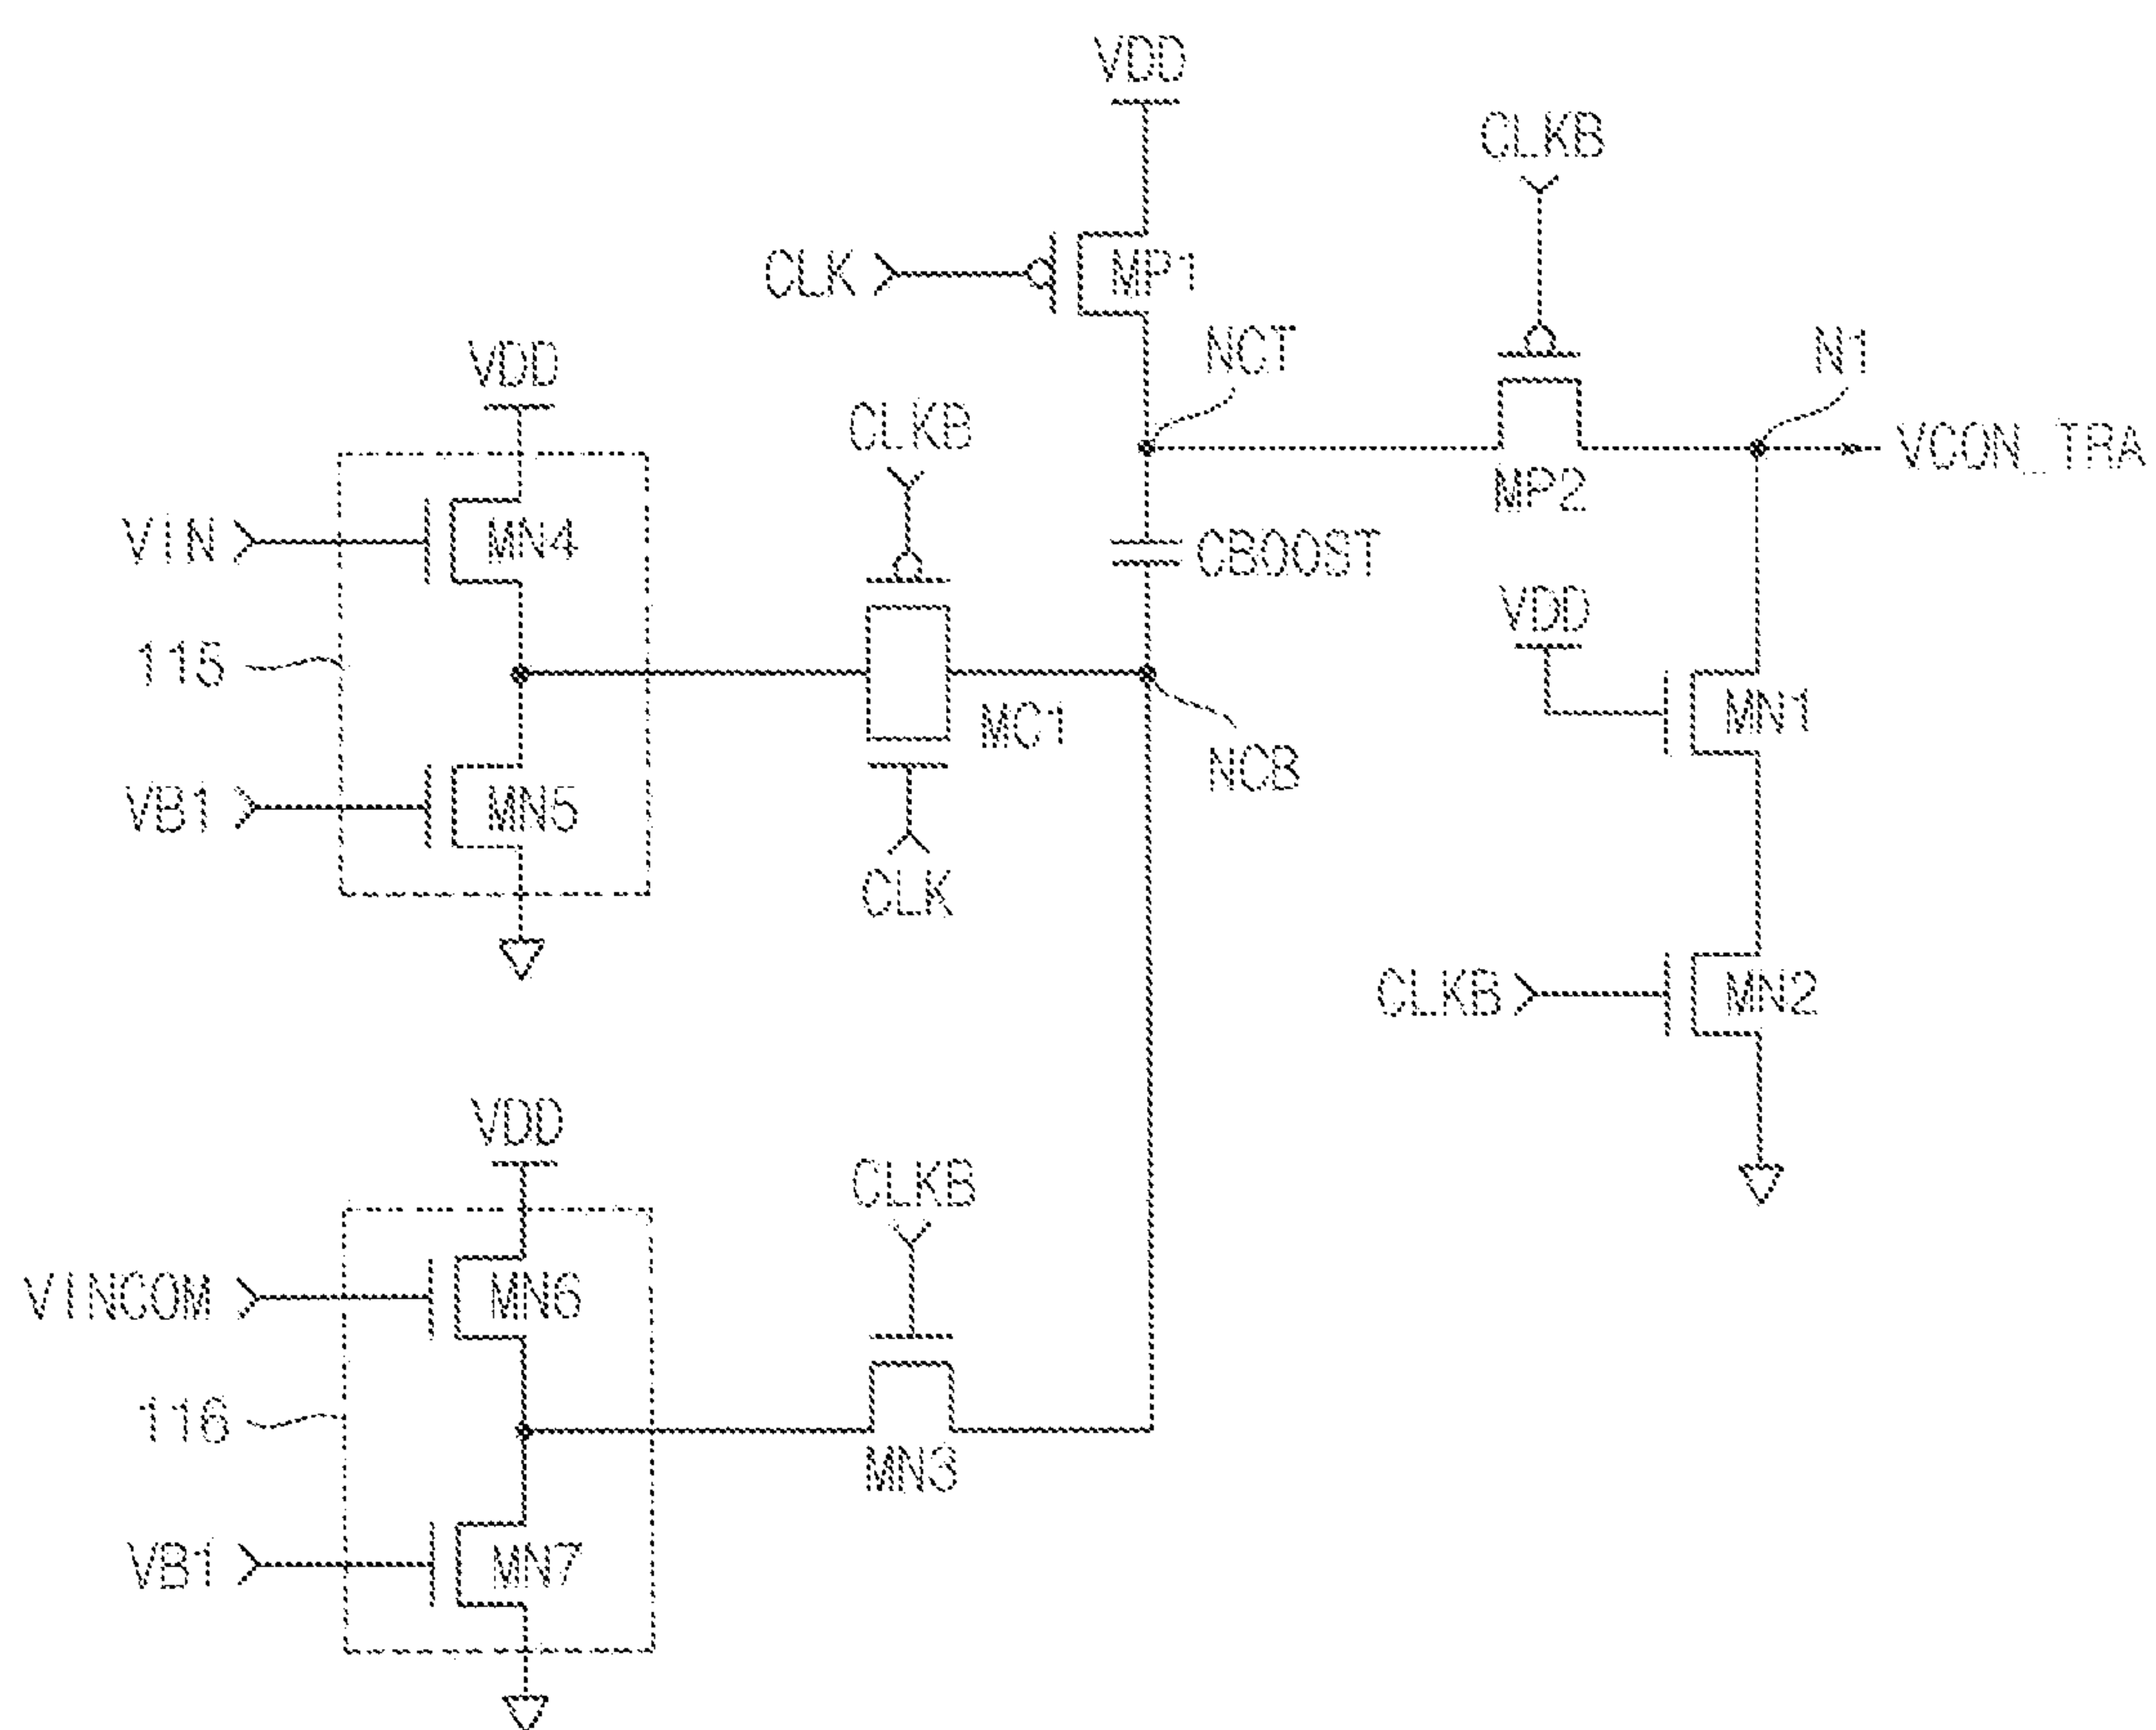 VDD
CLKB
CLK
MP1
NCT
N1
VDD
CLKB
VCON_TRA
MP2
VIN
MN4
CBOOST
VDD
115
MC1
MN1
NCB
VB1
MN5
CLK
CLKB
MN2
VDD
CLKB
VINCOM
MN6
116
MN3
VB1
MN7